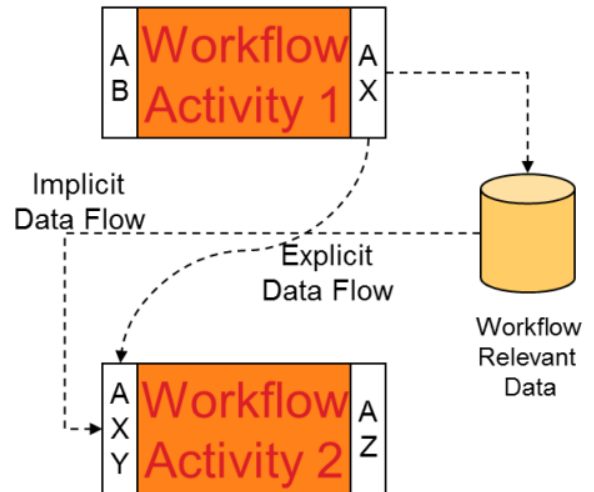 A
B
Workflow
Activity 1
A
X
Implicit
Data Flow
Explicit
Data Flow
Workflow
Relevant
Data
A
X
Y
Workflow
Activity 2
A
Z